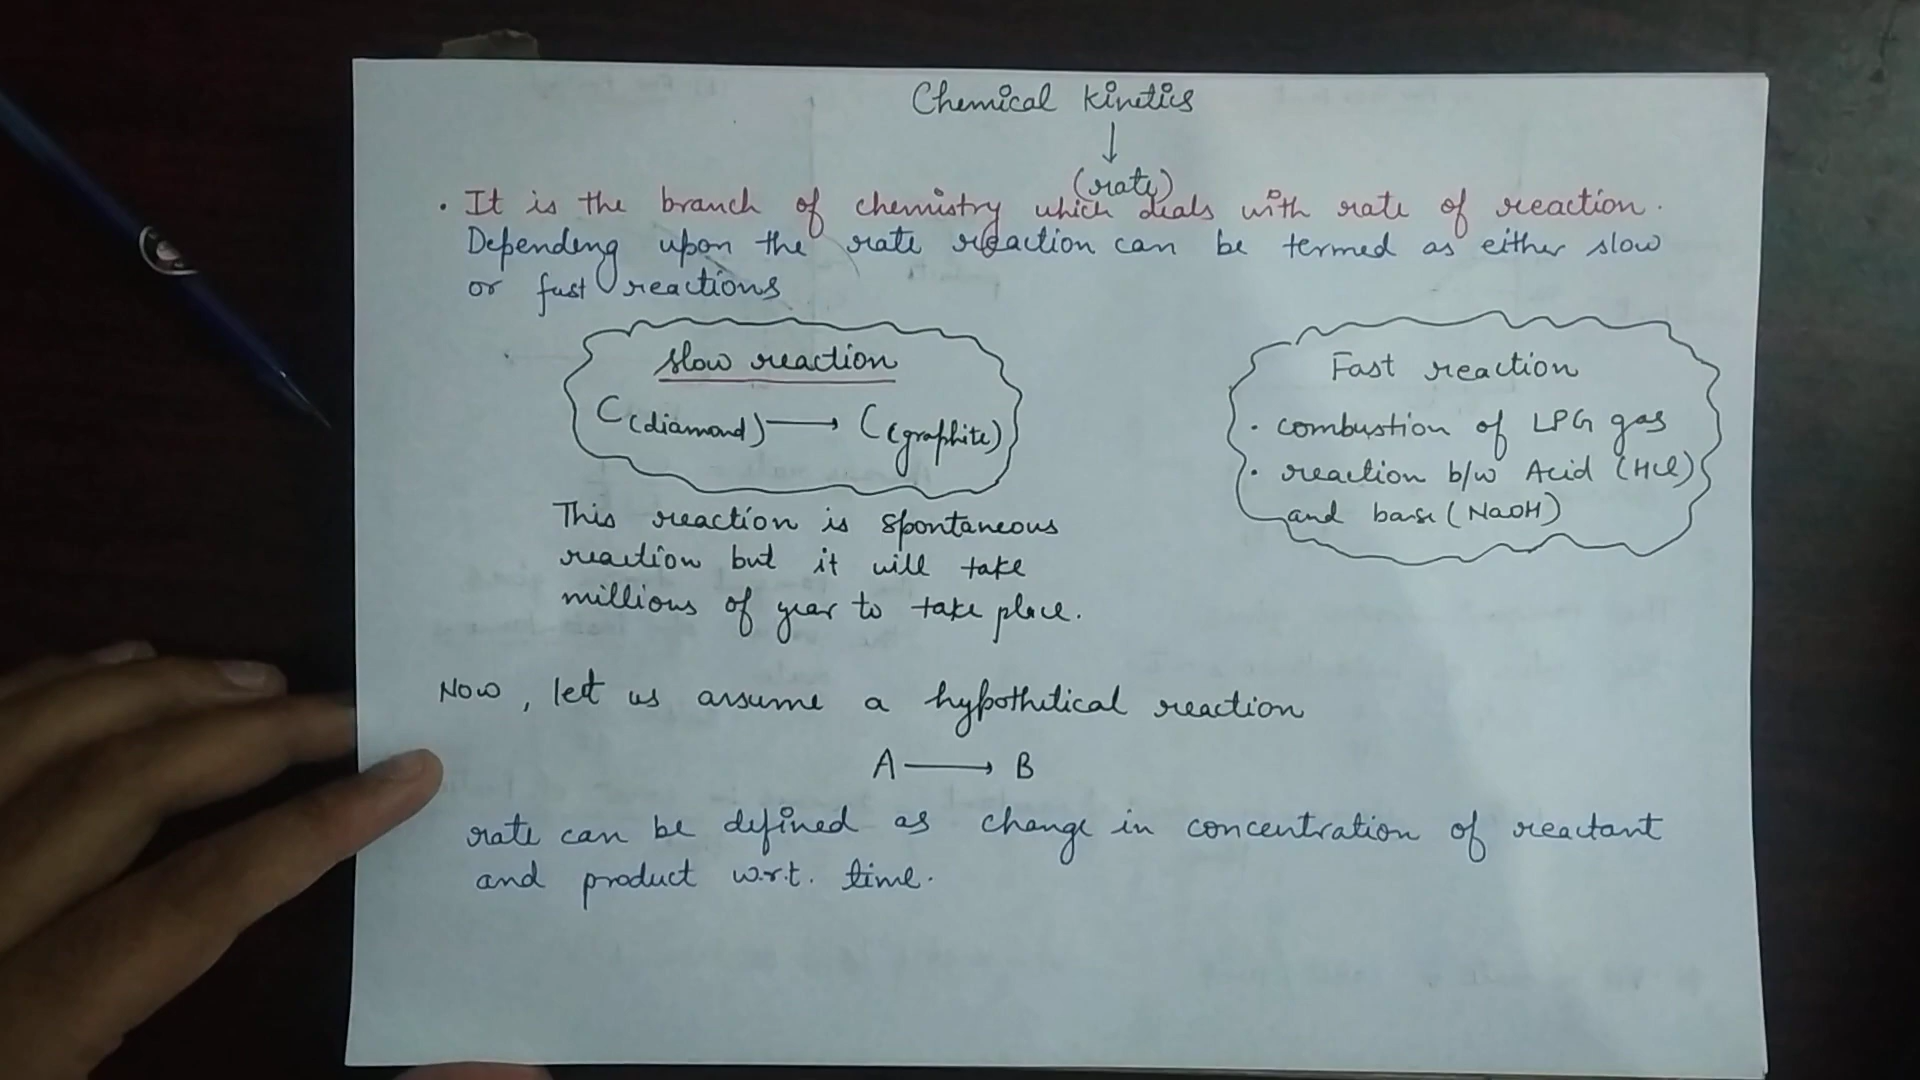 Chemical kinetics
(rate)
• It is the branch of chemistry which deals with rate of reaction.
Depending upon the rate reaction can be termed as either slow
or fast reactions
slow reaction
C(diamond) → C(graphite)
This reaction is spontaneous
reaction but it will take
millions of year to take place.
Fast reaction
• combustion of LPG gas
• reaction b/w Acid (HCl)
and base (NaOH)
Now, let us assume a hypothitical reaction
A → B
rate can be defined as change in concentration of reactant
and product w.r.t. time.